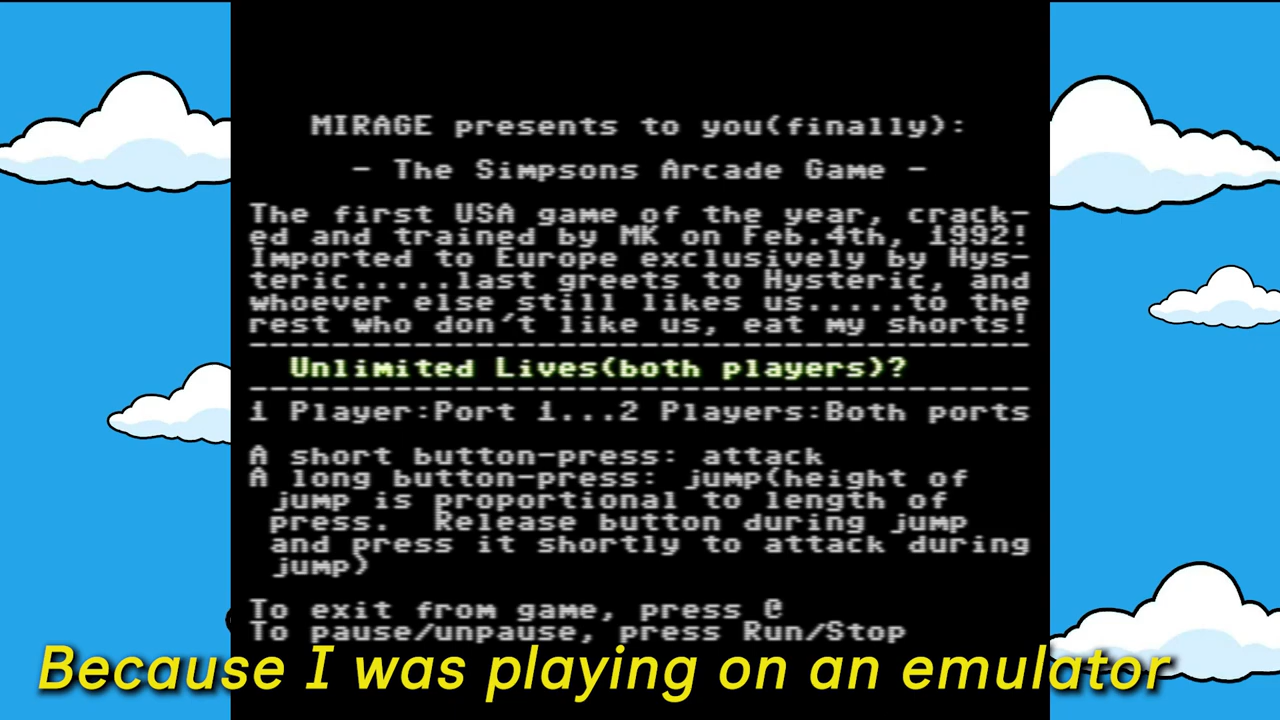 MIRAGE presents to you(finally):
- The Simpsons Arcade Game -
The first USA game of the year, crack-
ed and trained by MK on Feb.4th, 1992!
Imported to Europe exclusively by Hys-
teric.....last greets to Hysteric, and
whoever else still likes us.....to the
rest who don't like us, eat my shorts!
--------------------------------------
Unlimited Lives(both players)?
--------------------------------------
1 Player:Port 1...2 Players:Both ports
A short button-press: attack
A long button-press: jump(height of
jump is proportional to length of
press. Release button during jump
and press it shortly to attack during
jump)
To exit from game, press @
To pause/unpause, press Run/Stop
Because I was playing on an emulator